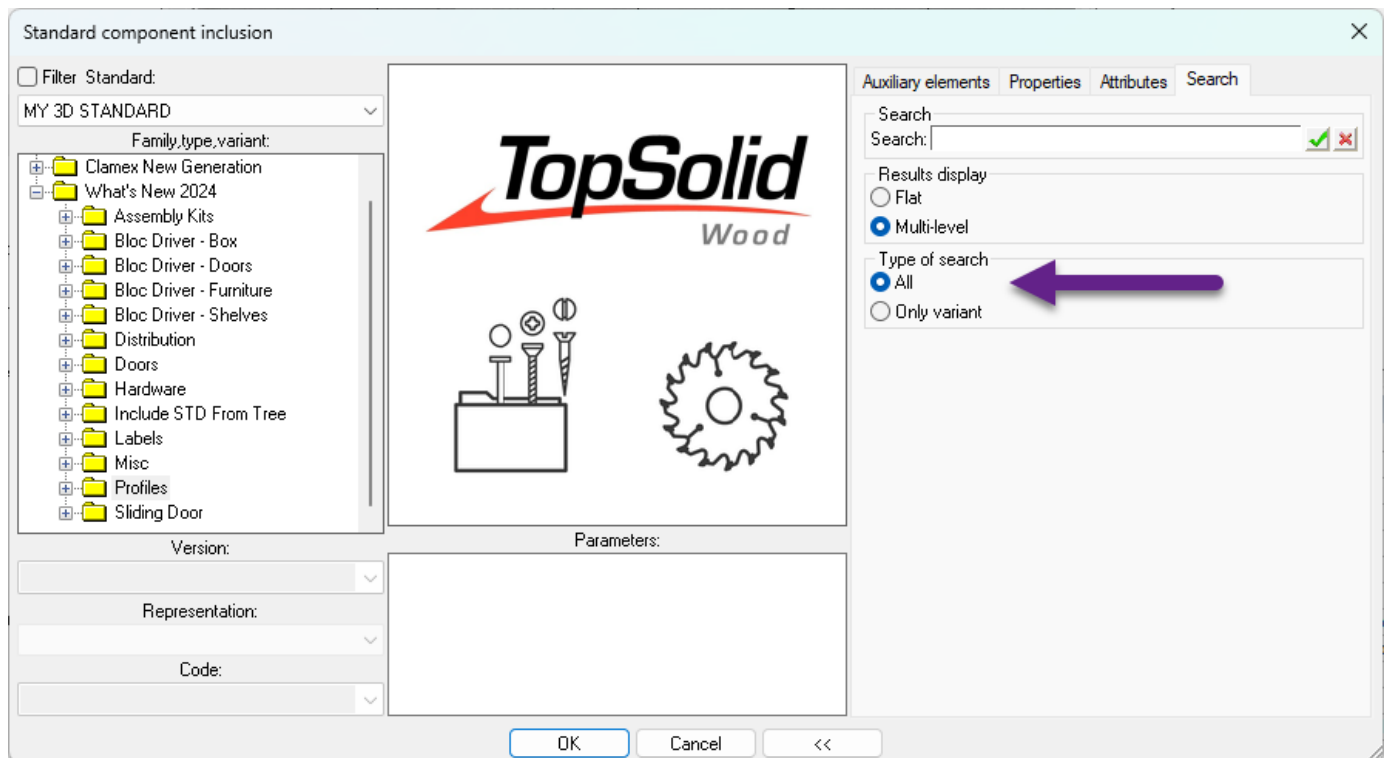 Standard component inclusion
Filter Standard:
MY 3D STANDARD
Family,type,variant:
Clamex New Generation
What's New 2024
Assembly Kits
Bloc Driver - Box
Bloc Driver - Doors
Bloc Driver - Furniture
Bloc Driver - Shelves
Distribution
Doors
Hardware
Include STD From Tree
Labels
Misc
Profiles
Sliding Door
Version:
Representation:
Code:
TopSolid
Wood
Parameters:
Auxiliary elements Properties Attributes Search
Search
Search:
Results display
Flat
Multi-level
Type of search
All
Only variant
OK Cancel <<